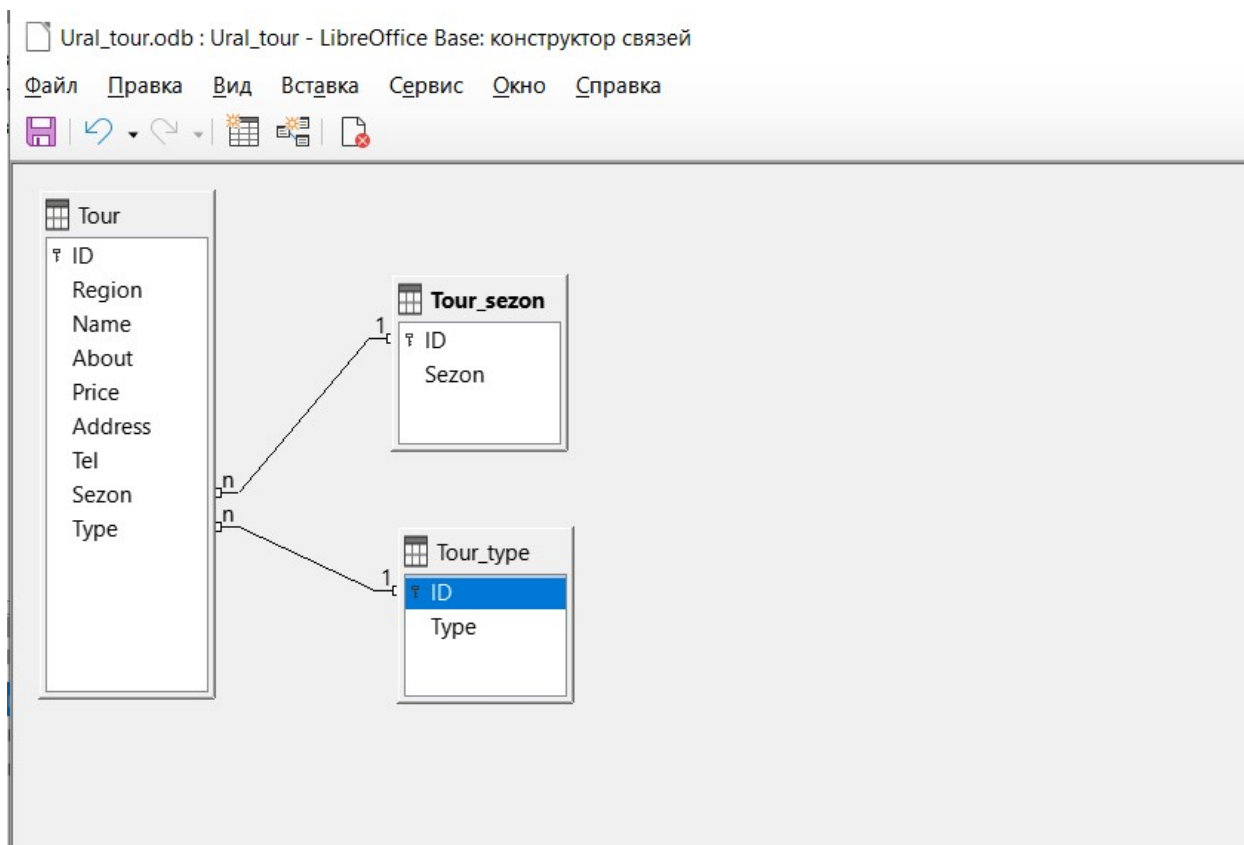 Ural_tour.odb : Ural_tour - LibreOffice Base: конструктор связей
Файл Правка Вид Вставка Сервис Окно Справка
Tour
ID
Region
Name
About
Price
Address
Tel
Sezon
Type
n
n
1
Tour_sezon
ID
Sezon
1
Tour_type
ID
Type